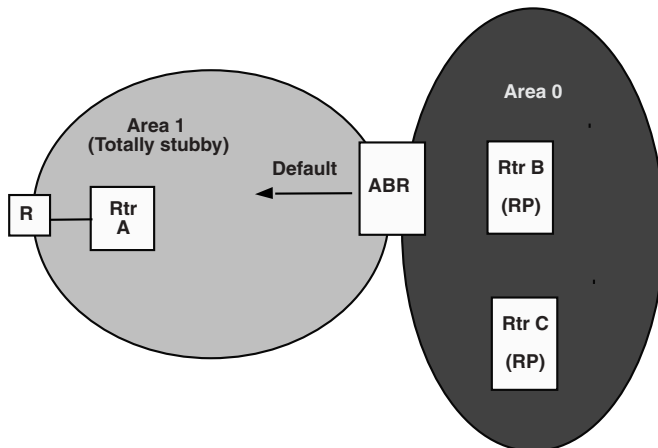 Area 0
Area 1
(Totally stubby)
Default
ABR
Rtr B
(RP)
R
Rtr
A
Rtr C
(RP)